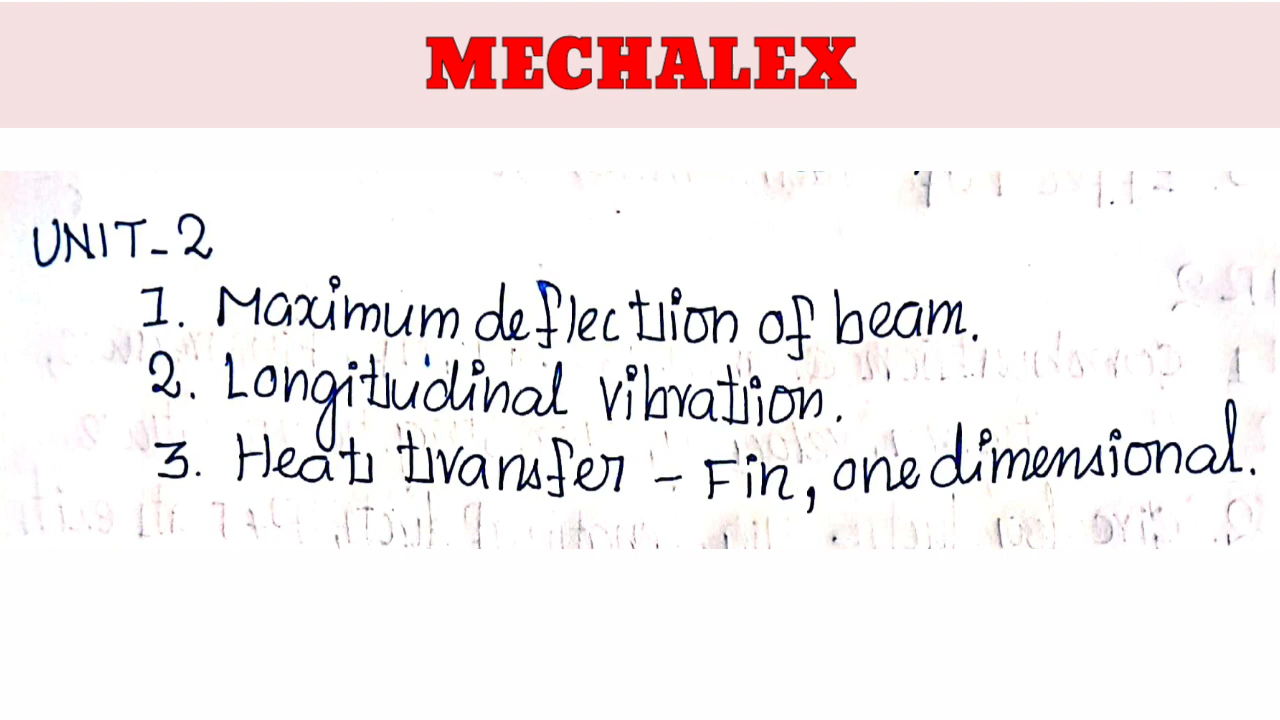 MECHALEX
UNIT-2
1. Maximum deflection of beam.
2. Longitudinal vibration.
3. Heat transfer - Fin, one dimensional.